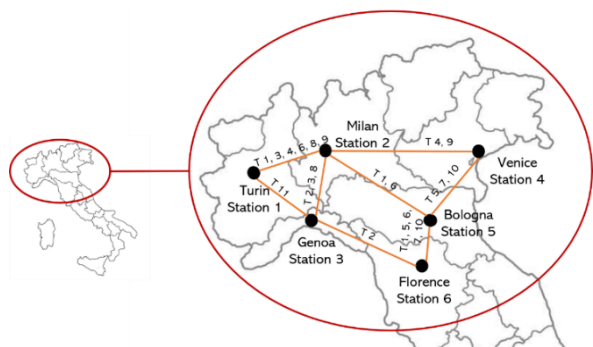 Milan
Station 2
T 1, 3, 4, 6, 8, 9
T 4, 9
Venice
Station 4
Turin
Station 1
T 11
T 2, 3, 8
T 1, 6
T 5, 7, 10
Bologna
Station 5
Genoa
Station 3
T 2
T 1, 5, 6,
7, 10
Florence
Station 6